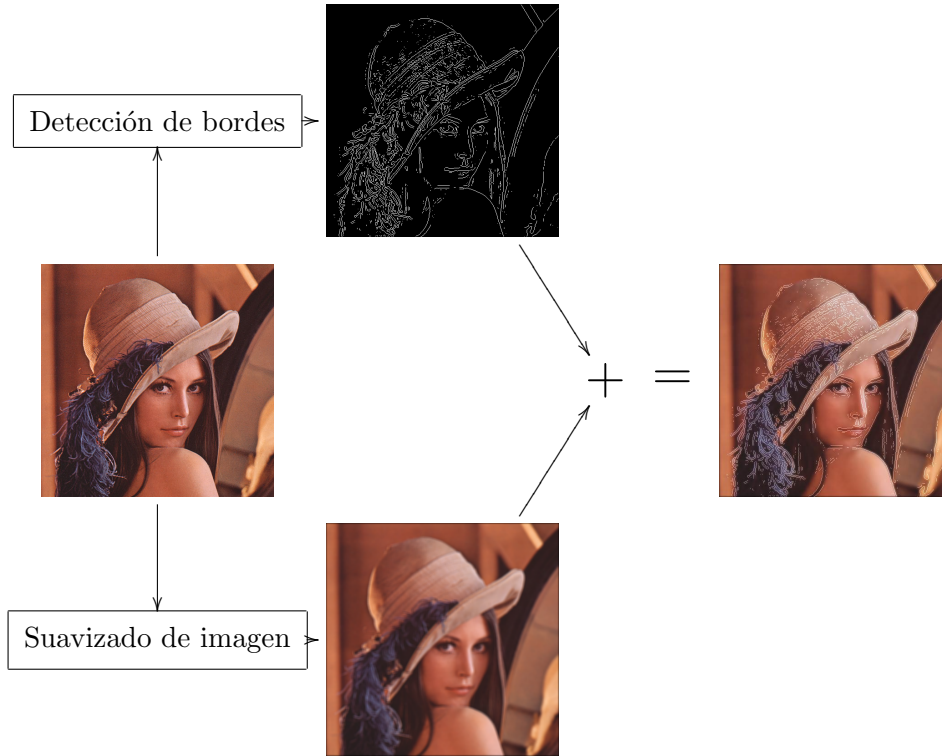 Detección de bordes
+ =
Suavizado de imagen